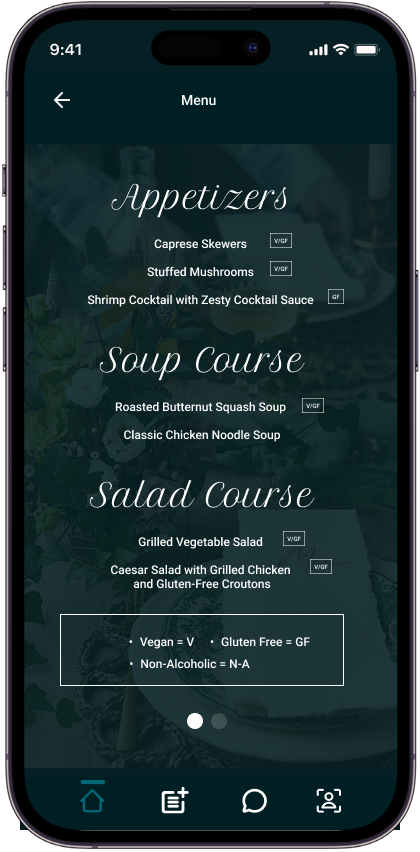 9:41
Menu
Appetizers
Caprese Skewers V/GF
Stuffed Mushrooms V/GF
Shrimp Cocktail with Zesty Cocktail Sauce GF
Soup Course
Roasted Butternut Squash Soup V/GF
Classic Chicken Noodle Soup
Salad Course
Grilled Vegetable Salad V/GF
Caesar Salad with Grilled Chicken V/GF
and Gluten-Free Croutons
• Vegan = V • Gluten Free = GF
• Non-Alcoholic = N-A